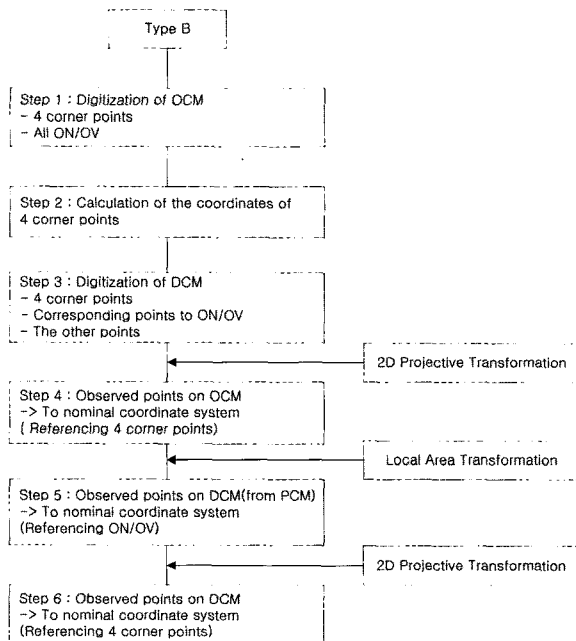 Type B
Step 1 : Digitization of OCM
- 4 corner points
- All ON/OV
Step 2 : Calculation of the coordinates of
4 corner points
Step 3 : Digitization of DCM
- 4 corner points
- Corresponding points to ON/OV
- The other points
2D Projective Transformation
Step 4 : Observed points on OCM
-> To nominal coordinate system
( Referencing 4 corner points)
Local Area Transformation
Step 5 : Observed points on DCM(from PCM)
-> To nominal coordinate system
(Referencing ON/OV)
2D Projective Transformation
Step 6 : Observed points on DCM
-> To nominal coordinate system
(Referencing 4 corner points)